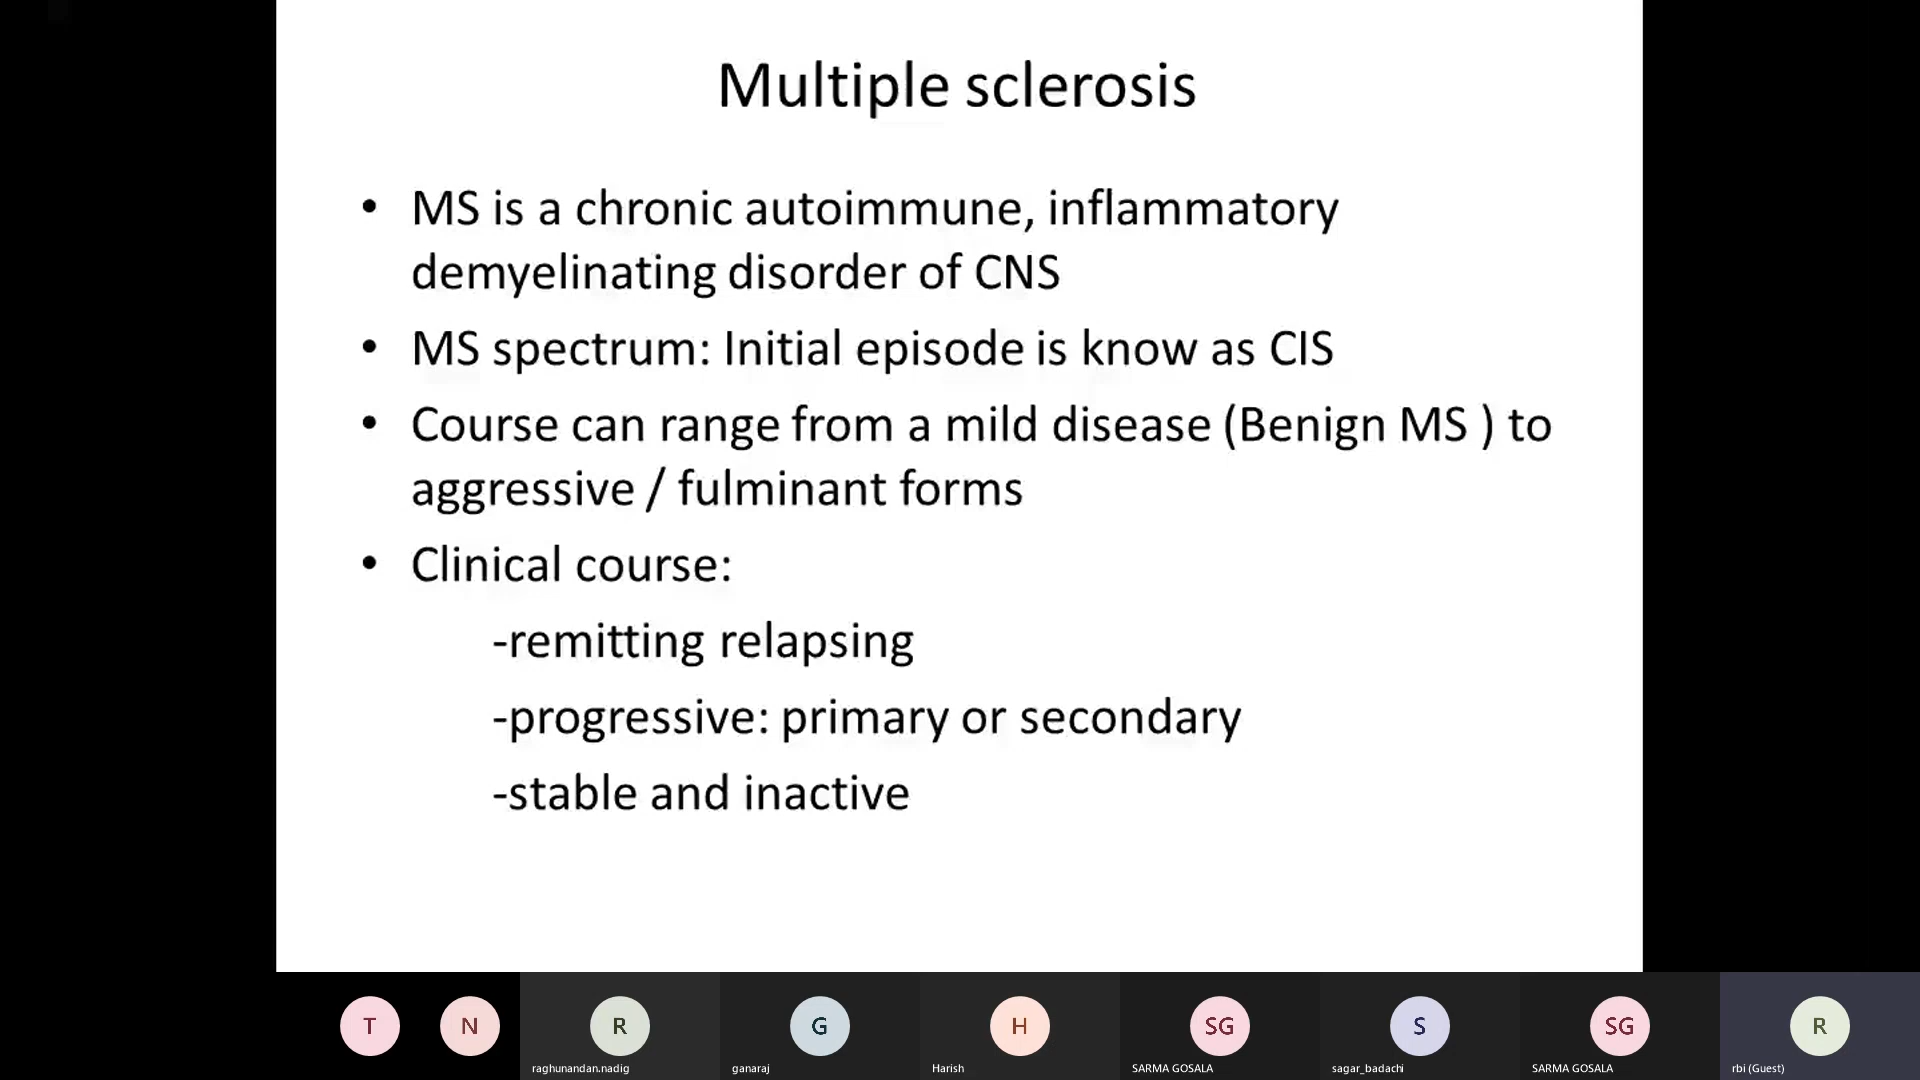 Multiple sclerosis
• MS is a chronic autoimmune, inflammatory
demyelinating disorder of CNS
• MS spectrum: Initial episode is know as CIS
• Course can range from a mild disease (Benign MS ) to
aggressive / fulminant forms
• Clinical course:
-remitting relapsing
-progressive: primary or secondary
-stable and inactive
T N R G H SG S SG R
raghunandan.nadig ganaraj Harish SARMA GOSALA sagar_badachi SARMA GOSALA rbi (Guest)